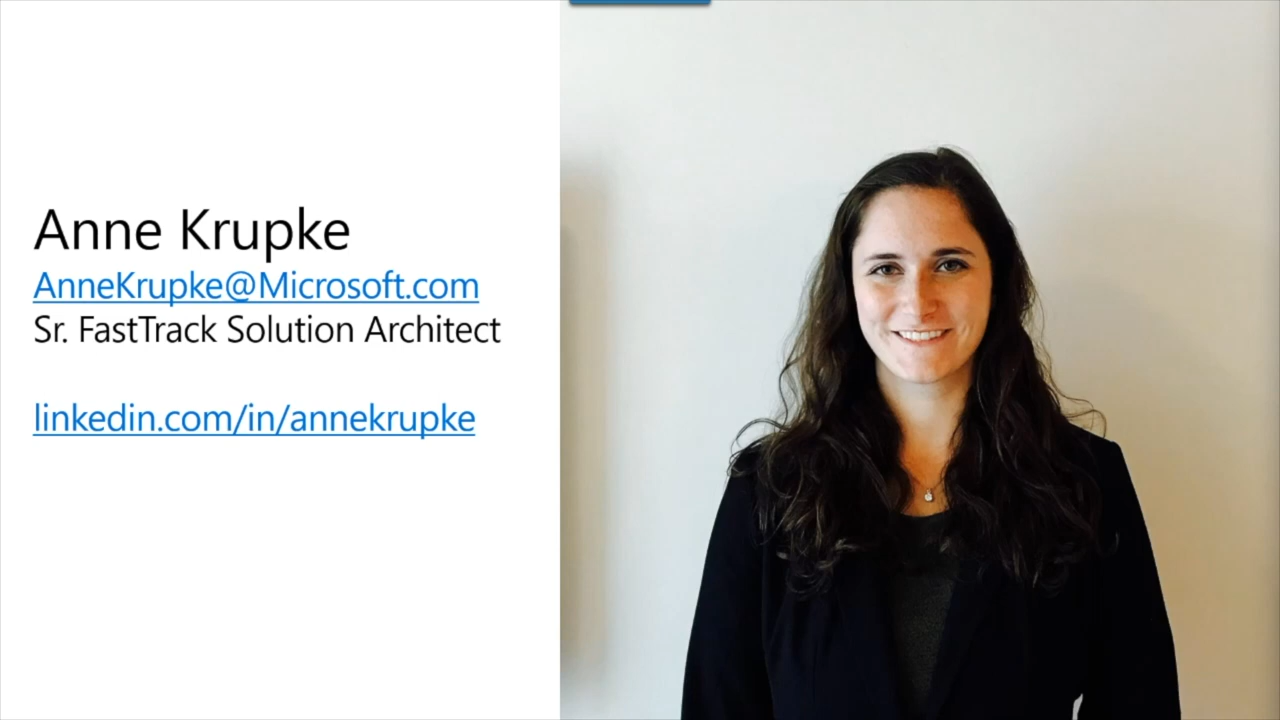 Anne Krupke
AnneKrupke@Microsoft.com
Sr. FastTrack Solution Architect
linkedin.com/in/annekrupke